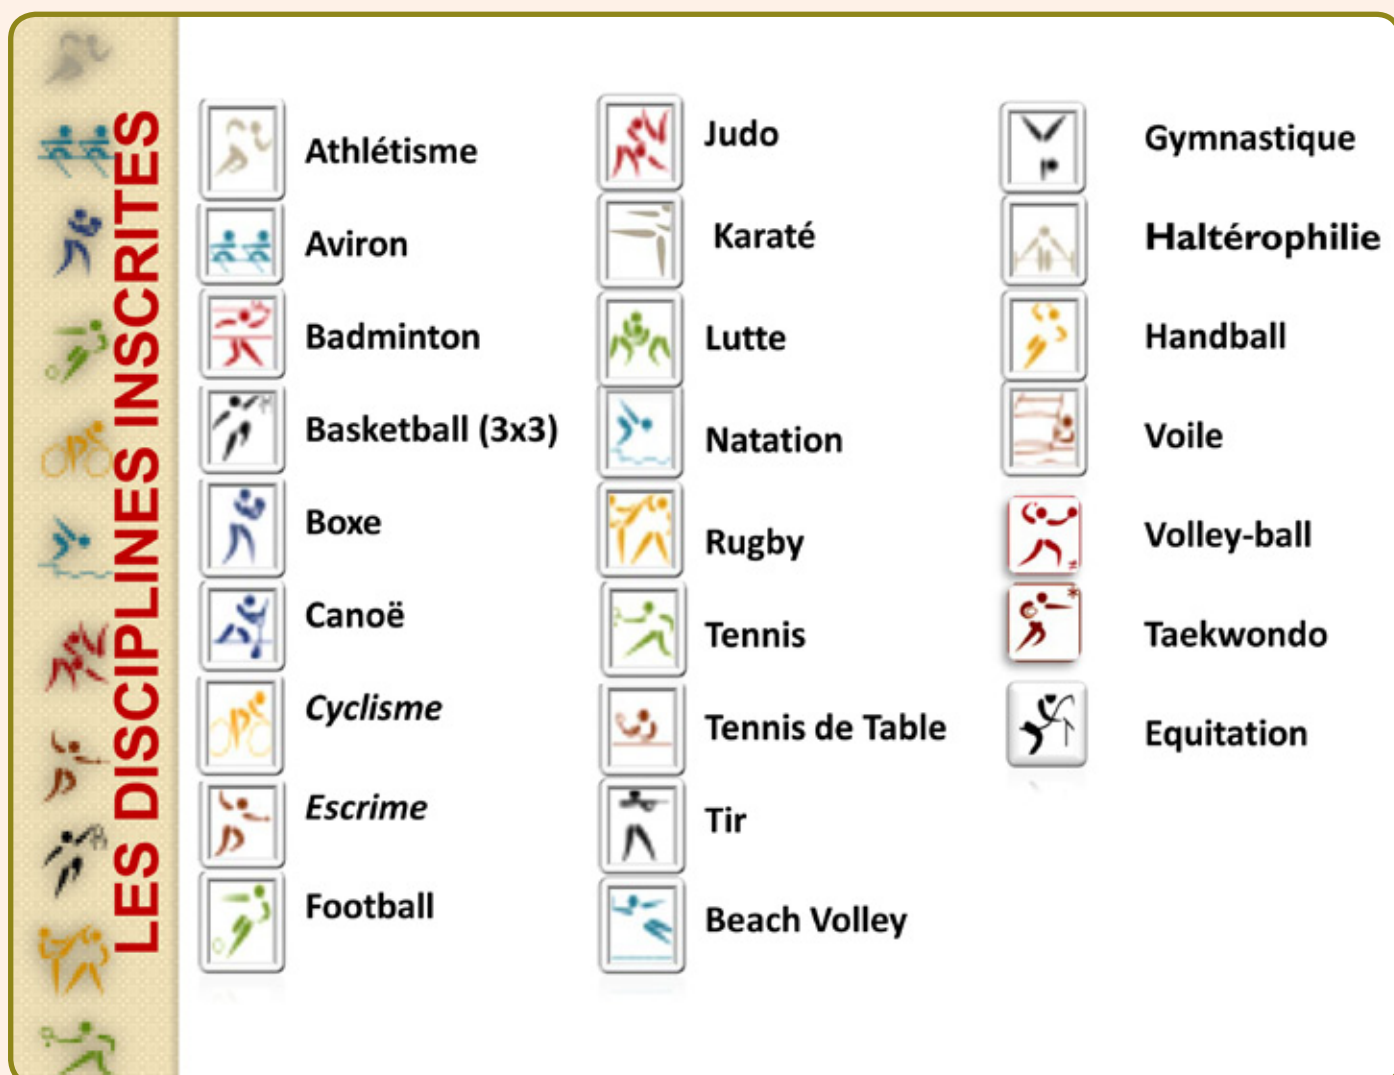 LES DISCIPLINES INSCRITES
Athlétisme
Aviron
Badminton
Basketball (3x3)
Boxe
Canoë
Cyclisme
Escrime
Football
Judo
Karaté
Lutte
Natation
Rugby
Tennis
Tennis de Table
Tir
Beach Volley
Gymnastique
Haltérophilie
Handball
Voile
Volley-ball
Taekwondo
Equitation